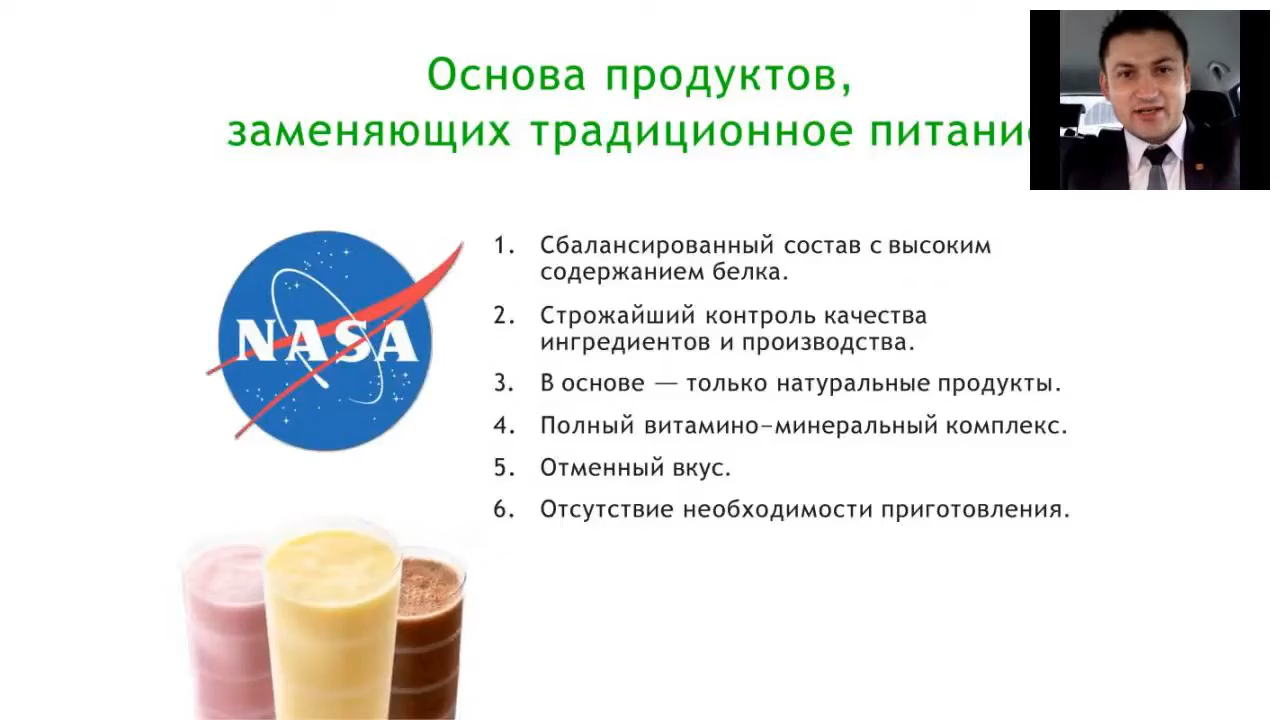 Основа продуктов,
заменяющих традиционное питание
NASA
1. Сбалансированный состав с высоким
содержанием белка.
2. Строжайший контроль качества
ингредиентов и производства.
3. В основе — только натуральные продукты.
4. Полный витамино–минеральный комплекс.
5. Отменный вкус.
6. Отсутствие необходимости приготовления.